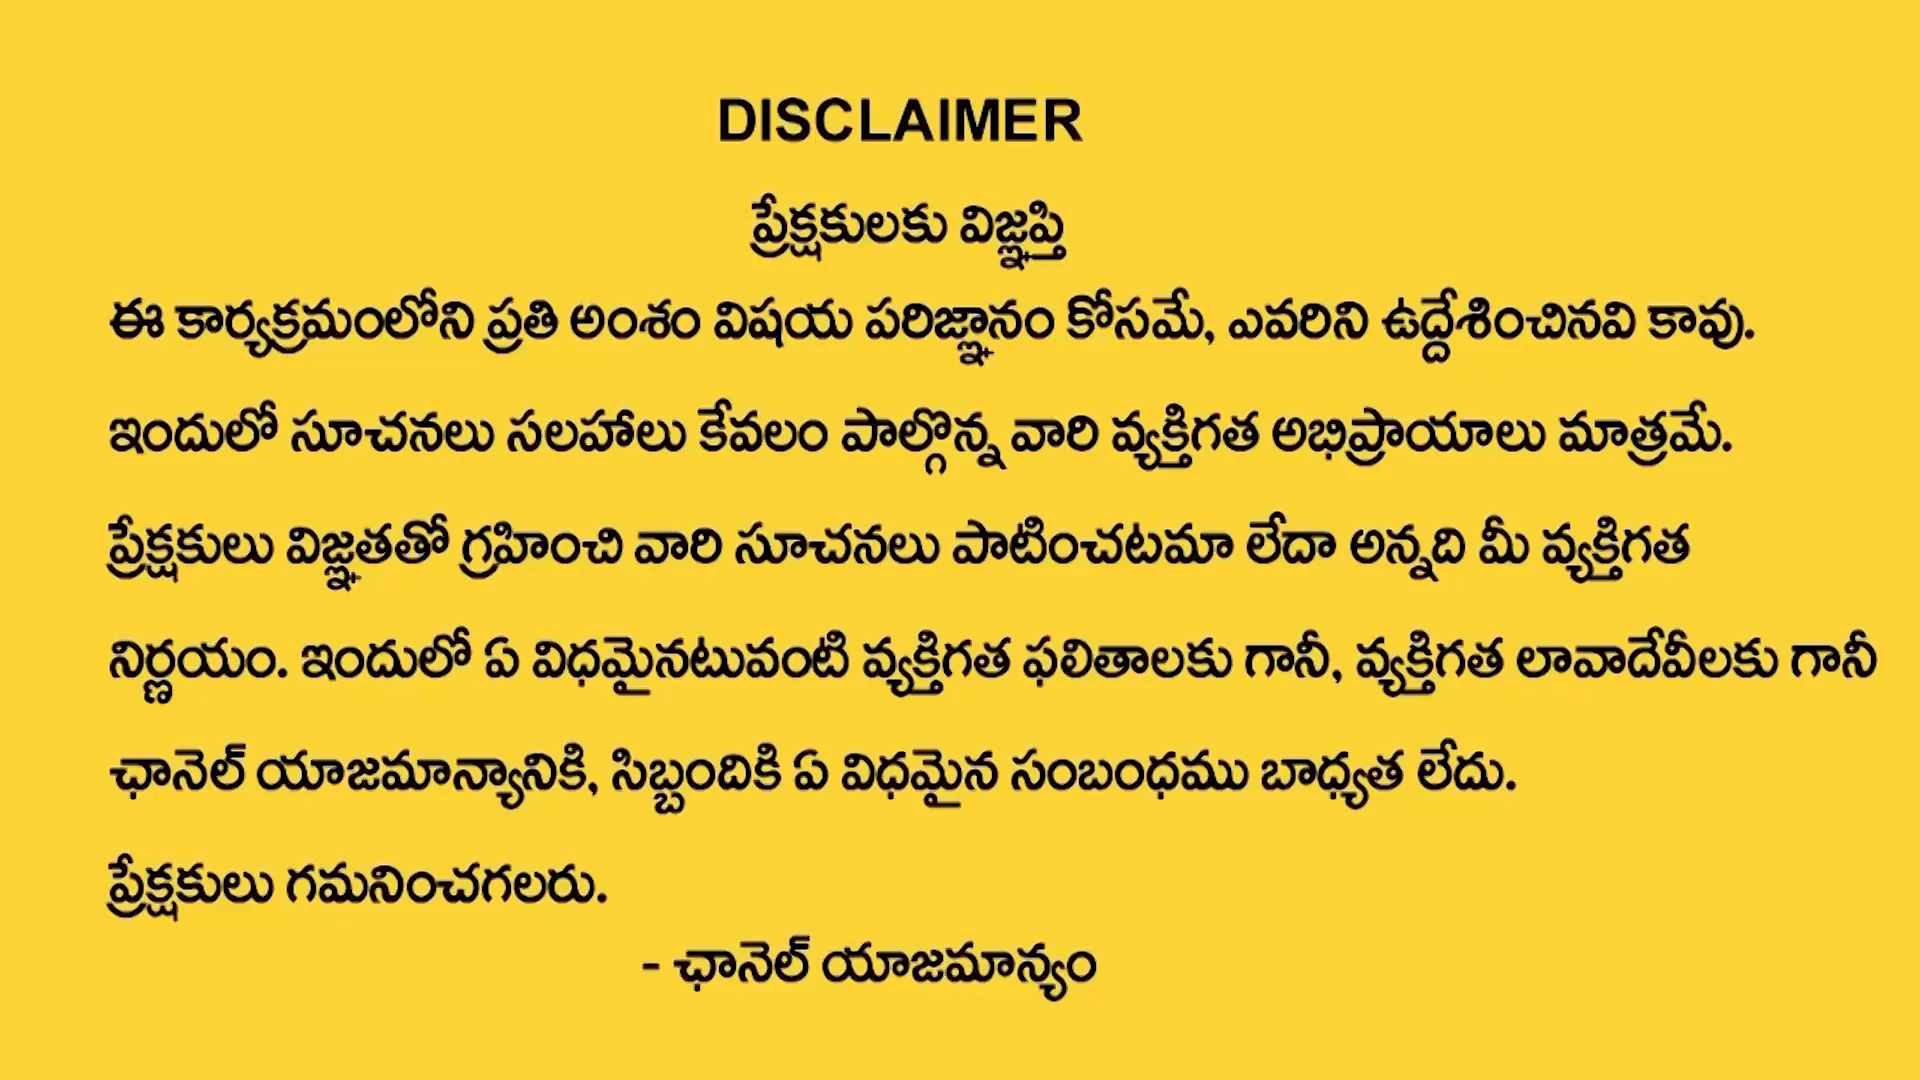 DISCLAIMER
ప్రేక్షకులకు విజ్ఞప్తి
ఈ కార్యక్రమంలోని ప్రతి అంశం విషయ పరిజ్ఞానం కోసమే, ఎవరిని ఉద్దేశించినవి కావు.
ఇందులో సూచనలు సలహాలు కేవలం పాల్గొన్న వారి వ్యక్తిగత అభిప్రాయాలు మాత్రమే.
ప్రేక్షకులు విజ్ఞతతో గ్రహించి వారి సూచనలు పాటించటమా లేదా అన్నది మీ వ్యక్తిగత
నిర్ణయం. ఇందులో ఏ విధమైనటువంటి వ్యక్తిగత ఫలితాలకు గానీ, వ్యక్తిగత లావాదేవీలకు గానీ
ఛానెల్ యాజమాన్యానికి, సిబ్బందికి ఏ విధమైన సంబంధము బాధ్యత లేదు.
ప్రేక్షకులు గమనించగలరు.
- ఛానెల్ యాజమాన్యం